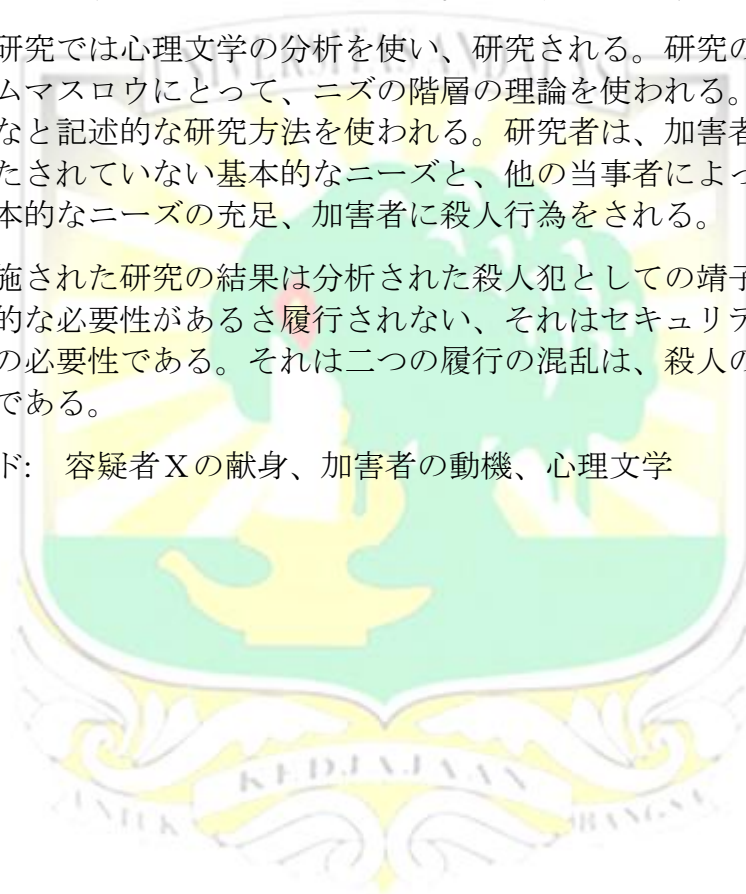 研究では心理文学の分析を使い、研究される。研究の
ムマスロウにとって、ニズの階層の理論を使われる。
なと記述的な研究方法を使われる。研究者は、加害者
たされていない基本的なニーズと、他の当事者によっ
本的なニーズの充足、加害者に殺人行為をされる。
施された研究の結果は分析された殺人犯としての靖子
的な必要性があるさ履行されない、それはセキュリテ
の必要性である。それは二つの履行の混乱は、殺人の
である。
ド: 容疑者Xの献身、加害者の動機、心理文学
KEDJAJAAN
UNTUK BANGSA